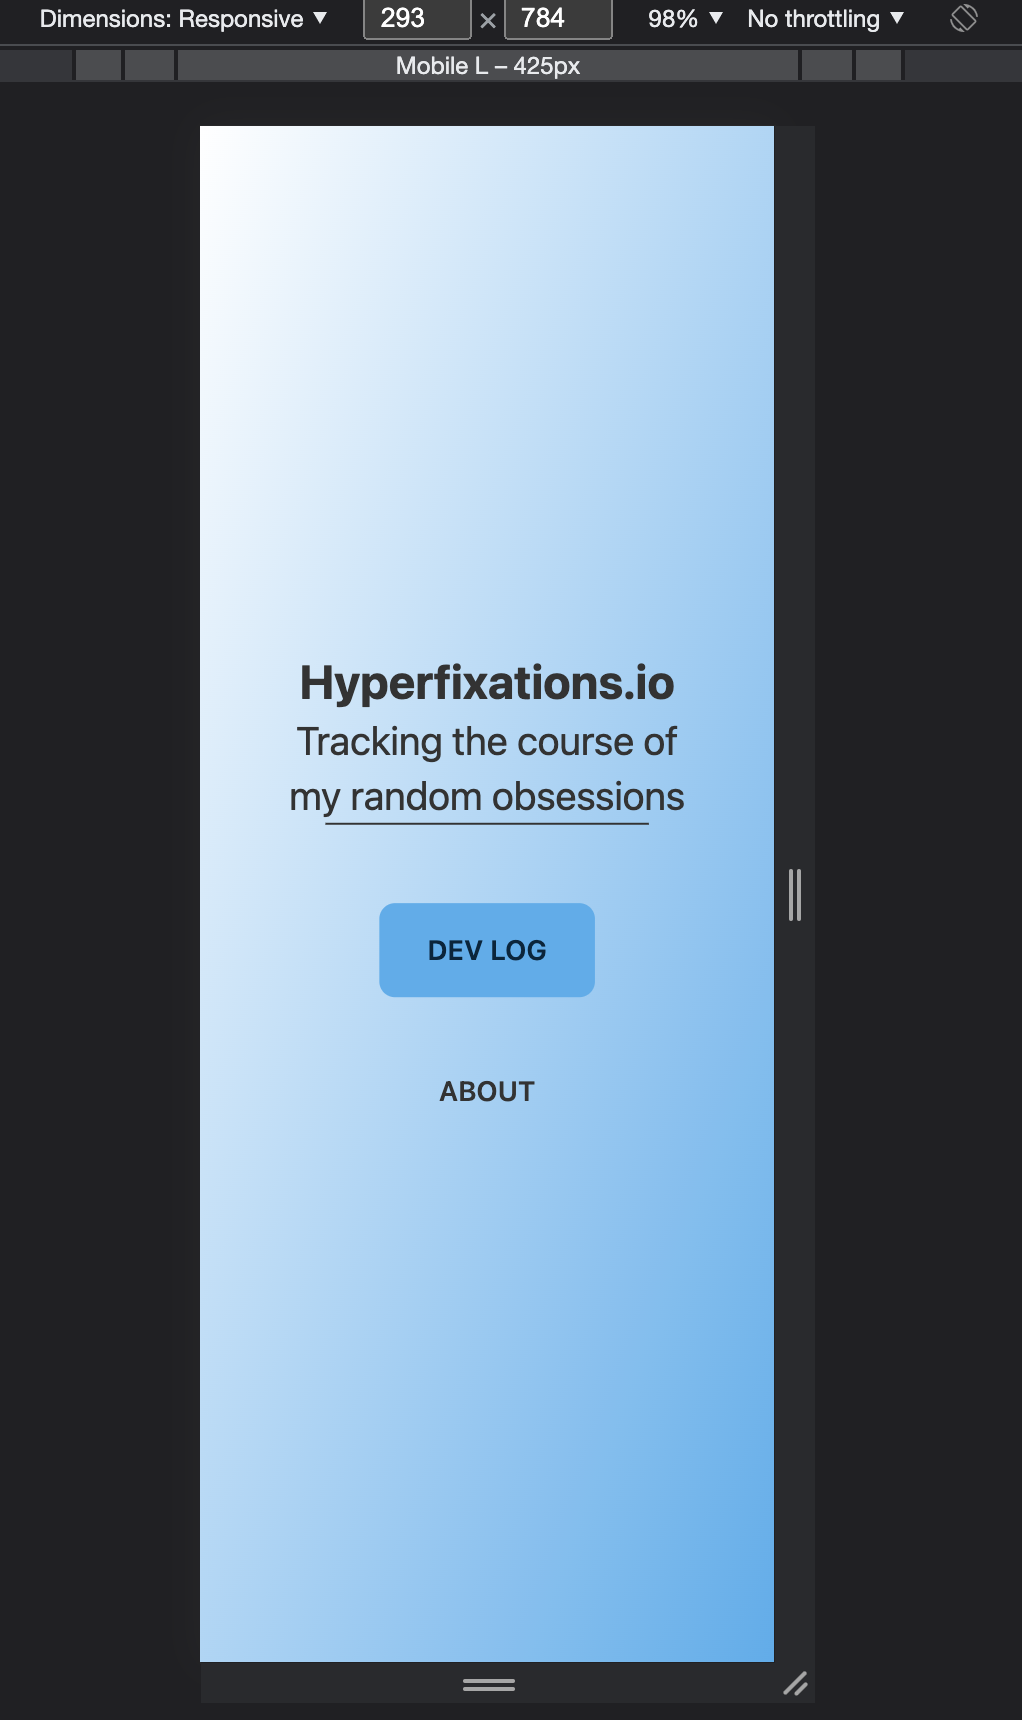 Dimensions: Responsive ▼ 293 × 784 98% ▼ No throttling ▼
Mobile L – 425px
Hyperfixations.io
Tracking the course of
my random obsessions
DEV LOG
ABOUT